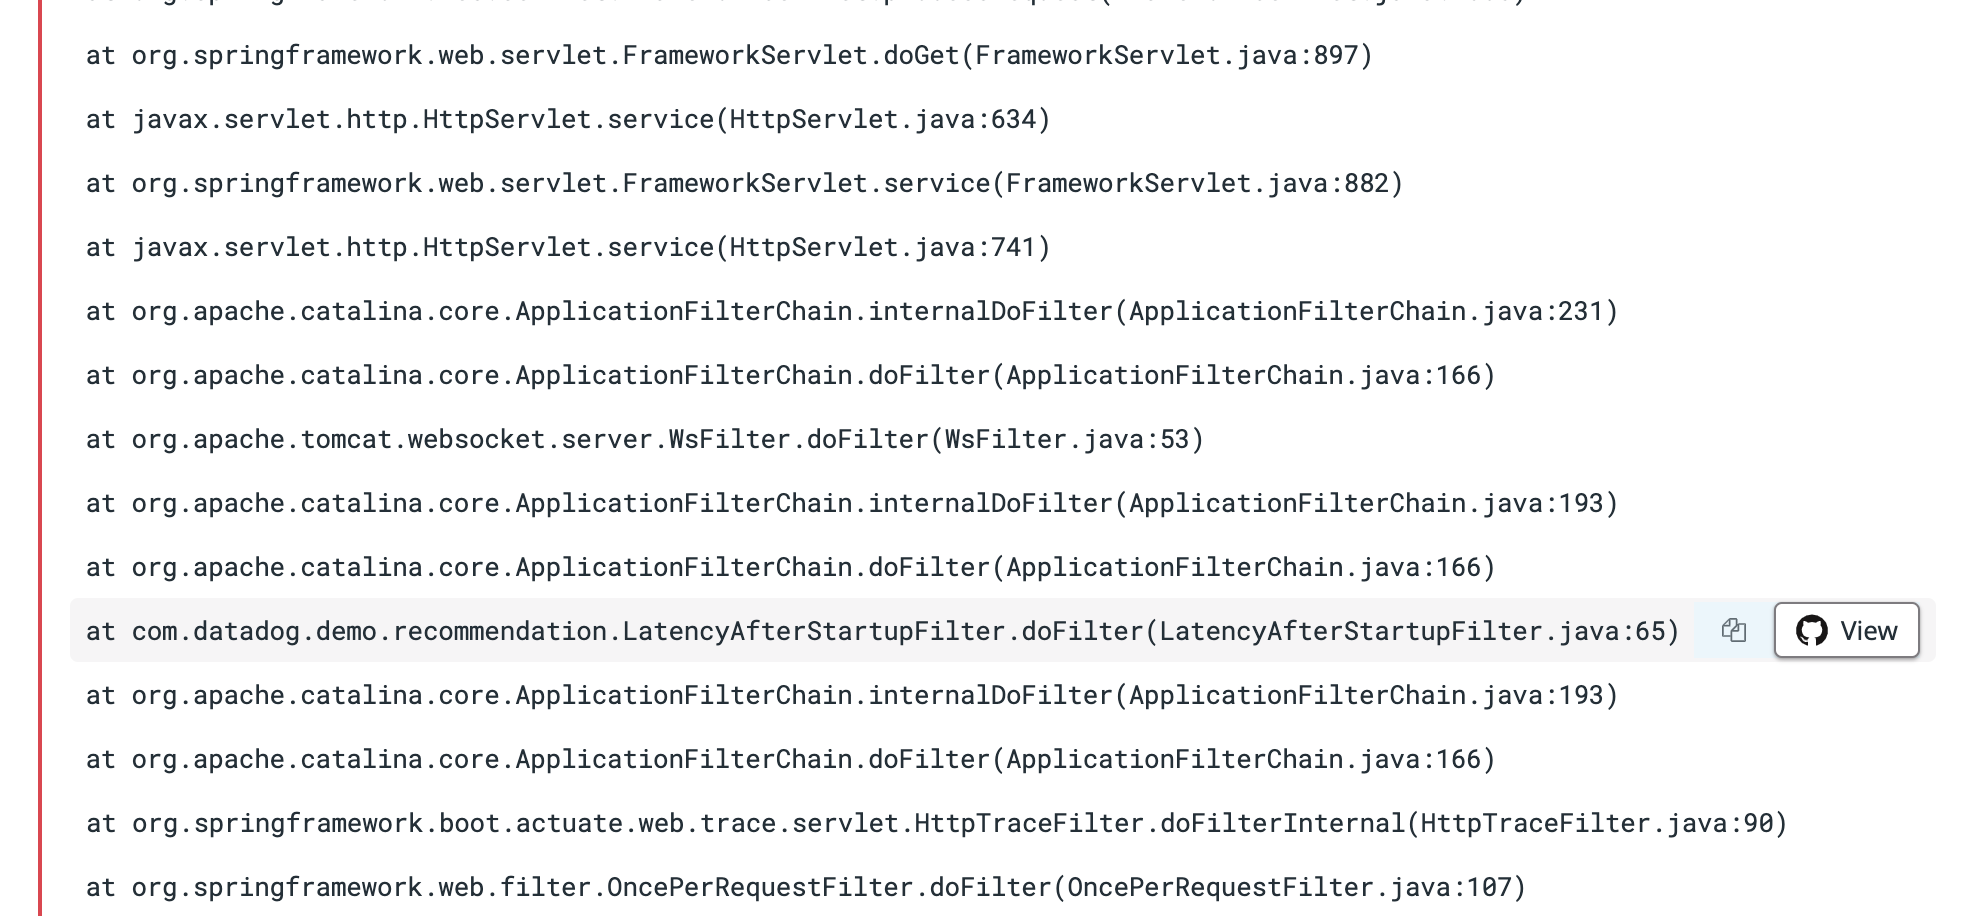 at org.springframework.web.servlet.FrameworkServlet.doGet(FrameworkServlet.java:897)
at javax.servlet.http.HttpServlet.service(HttpServlet.java:634)
at org.springframework.web.servlet.FrameworkServlet.service(FrameworkServlet.java:882)
at javax.servlet.http.HttpServlet.service(HttpServlet.java:741)
at org.apache.catalina.core.ApplicationFilterChain.internalDoFilter(ApplicationFilterChain.java:231)
at org.apache.catalina.core.ApplicationFilterChain.doFilter(ApplicationFilterChain.java:166)
at org.apache.tomcat.websocket.server.WsFilter.doFilter(WsFilter.java:53)
at org.apache.catalina.core.ApplicationFilterChain.internalDoFilter(ApplicationFilterChain.java:193)
at org.apache.catalina.core.ApplicationFilterChain.doFilter(ApplicationFilterChain.java:166)
at com.datadog.demo.recommendation.LatencyAfterStartupFilter.doFilter(LatencyAfterStartupFilter.java:65) View
at org.apache.catalina.core.ApplicationFilterChain.internalDoFilter(ApplicationFilterChain.java:193)
at org.apache.catalina.core.ApplicationFilterChain.doFilter(ApplicationFilterChain.java:166)
at org.springframework.boot.actuate.web.trace.servlet.HttpTraceFilter.doFilterInternal(HttpTraceFilter.java:90)
at org.springframework.web.filter.OncePerRequestFilter.doFilter(OncePerRequestFilter.java:107)